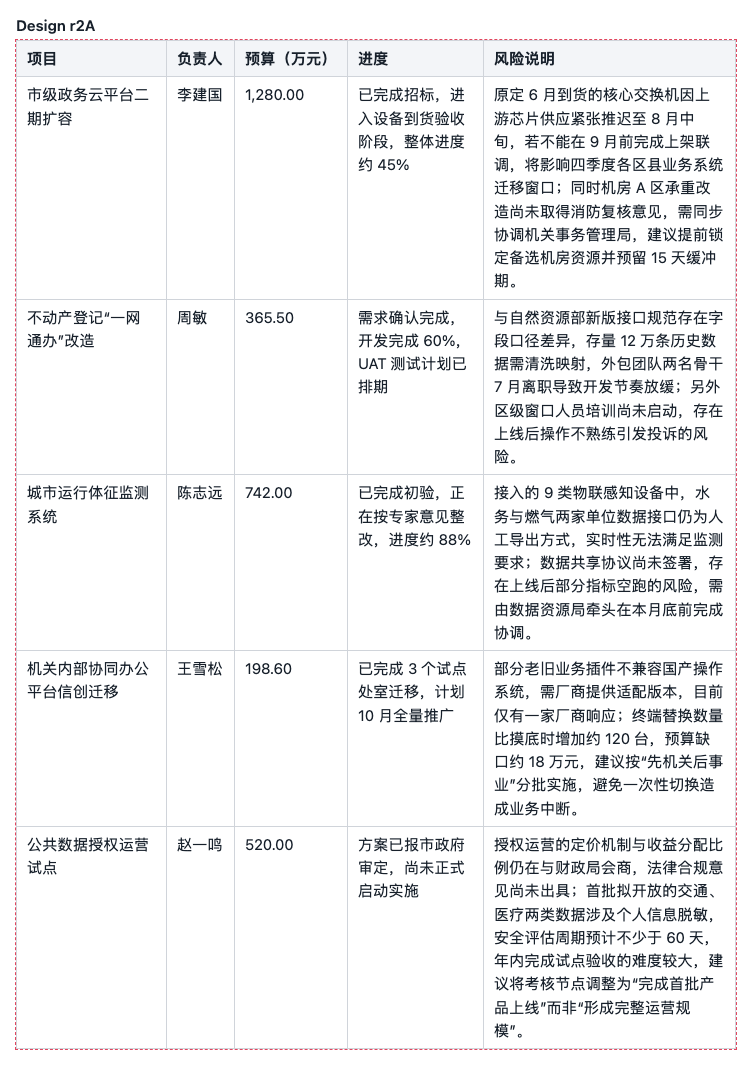 Design r2A
项目 负责人 预算（万元） 进度 风险说明
市级政务云平台二
期扩容
李建国
1,280.00
已完成招标，进
入设备到货验收
阶段，整体进度
约 45%
原定 6 月到货的核心交换机因上
游芯片供应紧张推迟至 8 月中
旬，若不能在 9 月前完成上架联
调，将影响四季度各区县业务系统
迁移窗口；同时机房 A 区承重改
造尚未取得消防复核意见，需同步
协调机关事务管理局，建议提前锁
定备选机房资源并预留 15 天缓冲
期。
不动产登记“一网
通办”改造
周敏
365.50
需求确认完成，
开发完成 60%，
UAT 测试计划已
排期
与自然资源部新版接口规范存在字
段口径差异，存量 12 万条历史数
据需清洗映射，外包团队两名骨干
7 月离职导致开发节奏放缓；另外
区级窗口人员培训尚未启动，存在
上线后操作不熟练引发投诉的风
险。
城市运行体征监测
系统
陈志远
742.00
已完成初验，正
在按专家意见整
改，进度约 88%
接入的 9 类物联感知设备中，水
务与燃气两家单位数据接口仍为人
工导出方式，实时性无法满足监测
要求；数据共享协议尚未签署，存
在上线后部分指标空跑的风险，需
由数据资源局牵头在本月底前完成
协调。
机关内部协同办公
平台信创迁移
王雪松
198.60
已完成 3 个试点
处室迁移，计划
10 月全量推广
部分老旧业务插件不兼容国产操作
系统，需厂商提供适配版本，目前
仅有一家厂商响应；终端替换数量
比摸底时增加约 120 台，预算缺
口约 18 万元，建议按“先机关后事
业”分批实施，避免一次性切换造
成业务中断。
公共数据授权运营
试点
赵一鸣
520.00
方案已报市政府
审定，尚未正式
启动实施
授权运营的定价机制与收益分配比
例仍在与财政局会商，法律合规意
见尚未出具；首批拟开放的交通、
医疗两类数据涉及个人信息脱敏，
安全评估周期预计不少于 60 天，
年内完成试点验收的难度较大，建
议将考核节点调整为“完成首批产
品上线”而非“形成完整运营规
模”。